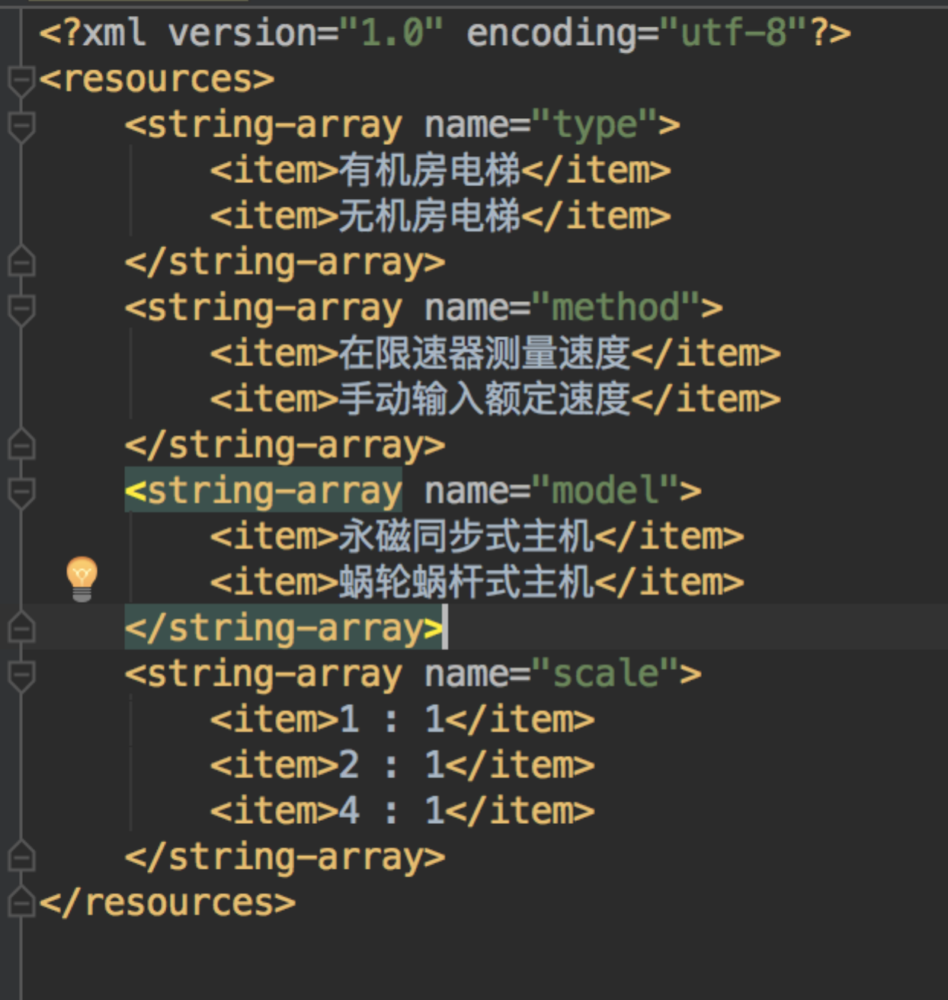 <?xml version="1.0" encoding="utf-8"?>
<resources>
    <string-array name="type">
        <item>有机房电梯</item>
        <item>无机房电梯</item>
    </string-array>
    <string-array name="method">
        <item>在限速器测量速度</item>
        <item>手动输入额定速度</item>
    </string-array>
    <string-array name="model">
        <item>永磁同步式主机</item>
        <item>蜗轮蜗杆式主机</item>
    </string-array>
    <string-array name="scale">
        <item>1 : 1</item>
        <item>2 : 1</item>
        <item>4 : 1</item>
    </string-array>
</resources>